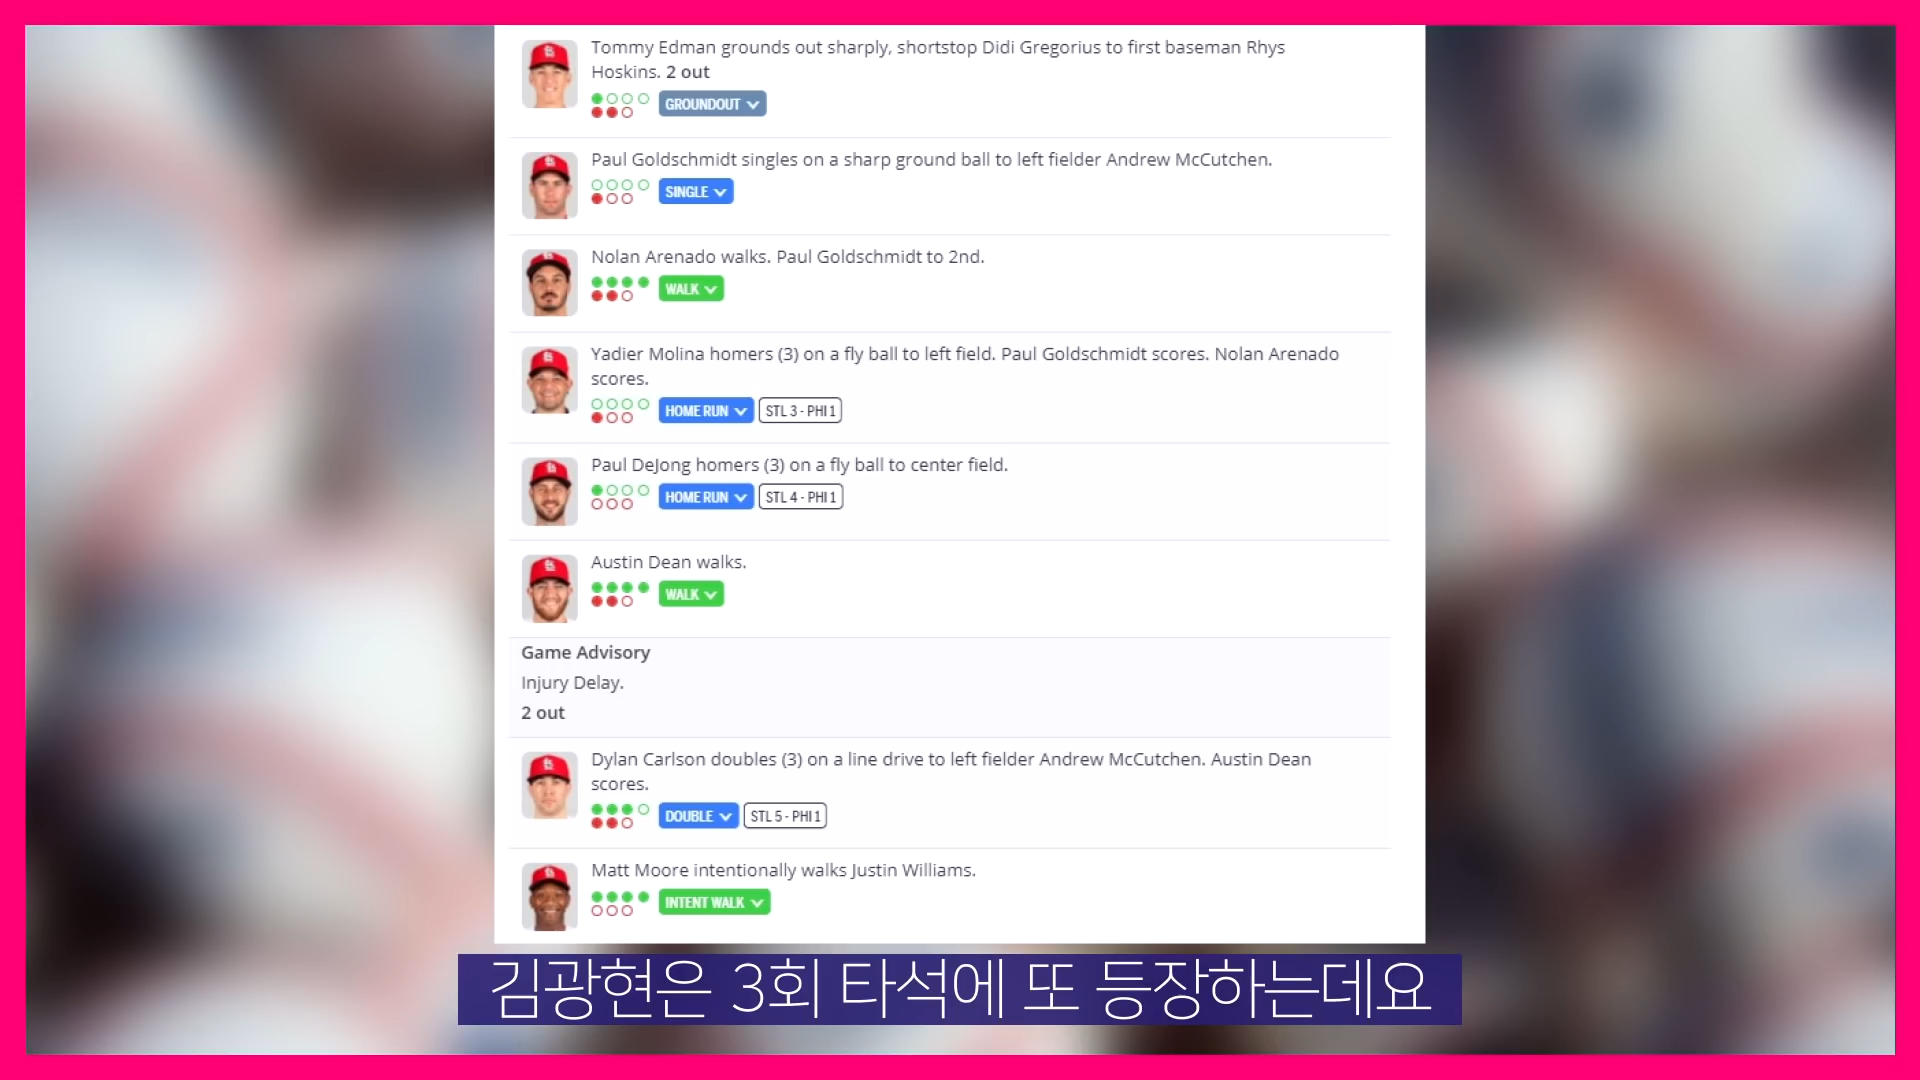 Tommy Edman grounds out sharply, shortstop Didi Gregorius to first baseman Rhys
Hoskins. 2 out
GROUNDOUT
Paul Goldschmidt singles on a sharp ground ball to left fielder Andrew McCutchen.
SINGLE
Nolan Arenado walks. Paul Goldschmidt to 2nd.
WALK
Yadier Molina homers (3) on a fly ball to left field. Paul Goldschmidt scores. Nolan Arenado
scores.
HOME RUN STL 3 - PHI 1
Paul DeJong homers (3) on a fly ball to center field.
HOME RUN STL 4 - PHI 1
Austin Dean walks.
WALK
Game Advisory
Injury Delay.
2 out
Dylan Carlson doubles (3) on a line drive to left fielder Andrew McCutchen. Austin Dean
scores.
DOUBLE STL 5 - PHI 1
Matt Moore intentionally walks Justin Williams.
INTENT WALK
김광현은 3회 타석에 또 등장하는데요